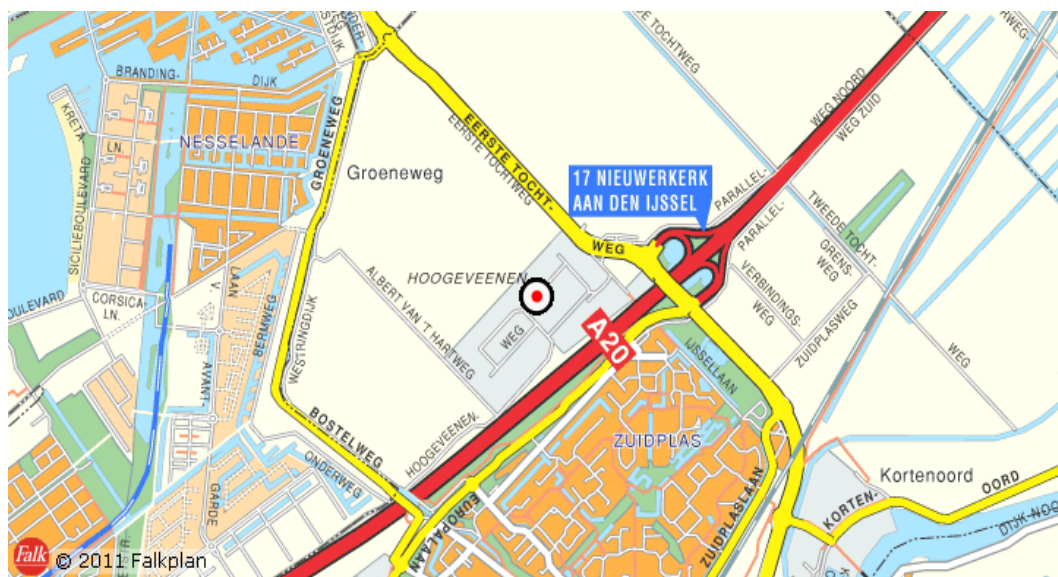 TOCHTWEG
BRANDING-
DIJK
KRETA
LN.
NESSELANDE
GROENEWEG
Groeneweg
EERSTE TOCHT-
WEG
EERSTE TOCHTWEG
17 NIEUWERKERK
AAN DEN IJSSEL
WEG NOORD
WEG ZUID
PARALLEL-
PARALLEL-
TWEEDE TOCHT-
GRENS-
WEG
VERBINDINGS-
WEG
ZUIDPLASWEG
WEG
SICILIEBOULEVARD
BOULEVARD
CORSICA-
LN.
LAAN
V.
AVANT-
GARDE
BERMWEG
WESTRINGDIJK
ALBERT VAN 'T HARTWEG
HOOGEVEENEN
WEG
A20
IJSSELLAAN
BOSTELWEG
HOOGEVEENEN.
ONDERWEG
EUROPALAAN
ZUIDPLAS
ZUIDPLASLAAN
Kortenoord
KORTEN-
OORD
DIJK-NOO
Falk
© 2011 Falkplan